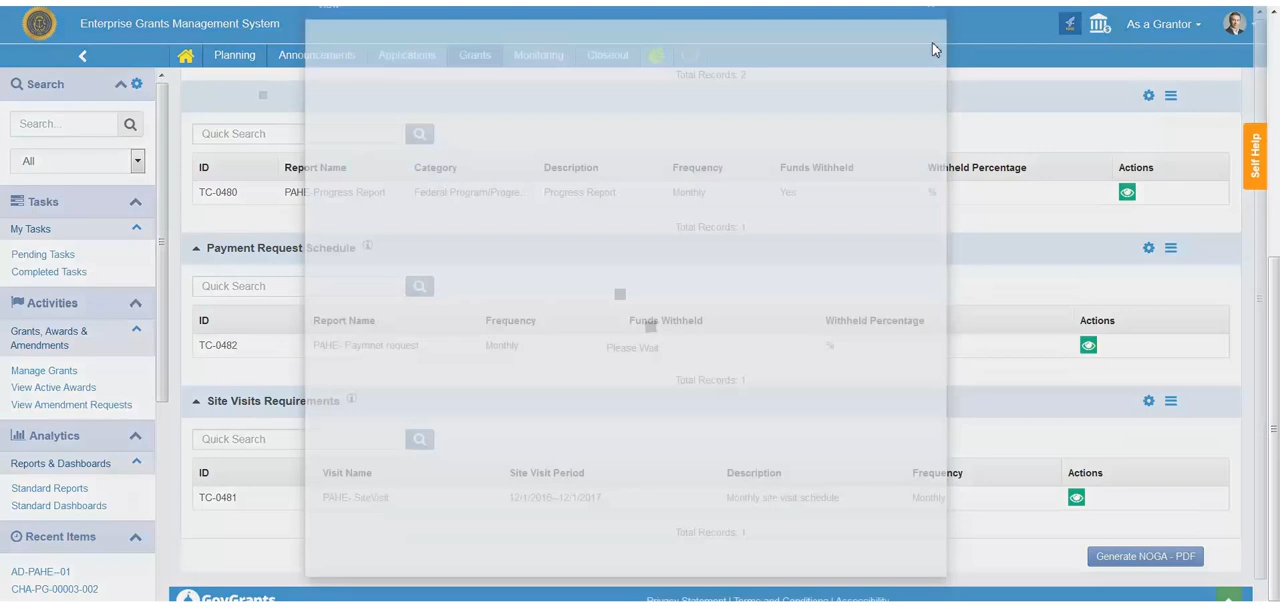 View
Enterprise Grants Management System
As a Grantor
Planning Announcements Applications Grants Monitoring Closeout
Search
Search...
All
Tasks
My Tasks
Pending Tasks
Completed Tasks
Activities
Grants, Awards &
Amendments
Manage Grants
View Active Awards
View Amendment Requests
Analytics
Reports & Dashboards
Standard Reports
Standard Dashboards
Recent Items
AD-PAHE--01
CHA-PG-00003-002
Total Records: 2
Quick Search
ID Report Name Category Description Frequency Funds Withheld Withheld Percentage Actions
TC-0480 PAHE-Progress Report Federal Program/Progre... Progress Report Monthly Yes %
Total Records: 1
Payment Request Schedule
Quick Search
ID Report Name Frequency Funds Withheld Withheld Percentage Actions
TC-0482 PAHE- Paymnet request Monthly %
Please Wait
Total Records: 1
Site Visits Requirements
Quick Search
ID Visit Name Site Visit Period Description Frequency Actions
TC-0481 PAHE- SiteVisit 12/1/2016--12/1/2017 Monthly site visit schedule Monthly
Total Records: 1
Generate NOGA - PDF
GovGrants
Privacy Statement | Terms and Conditions | Accessibility
Self Help